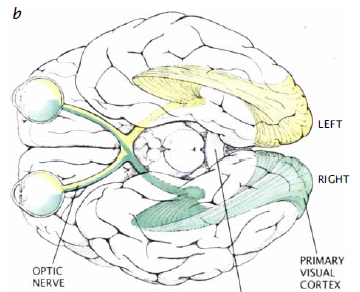 b
LEFT
RIGHT
OPTIC
NERVE
PRIMARY
VISUAL
CORTEX